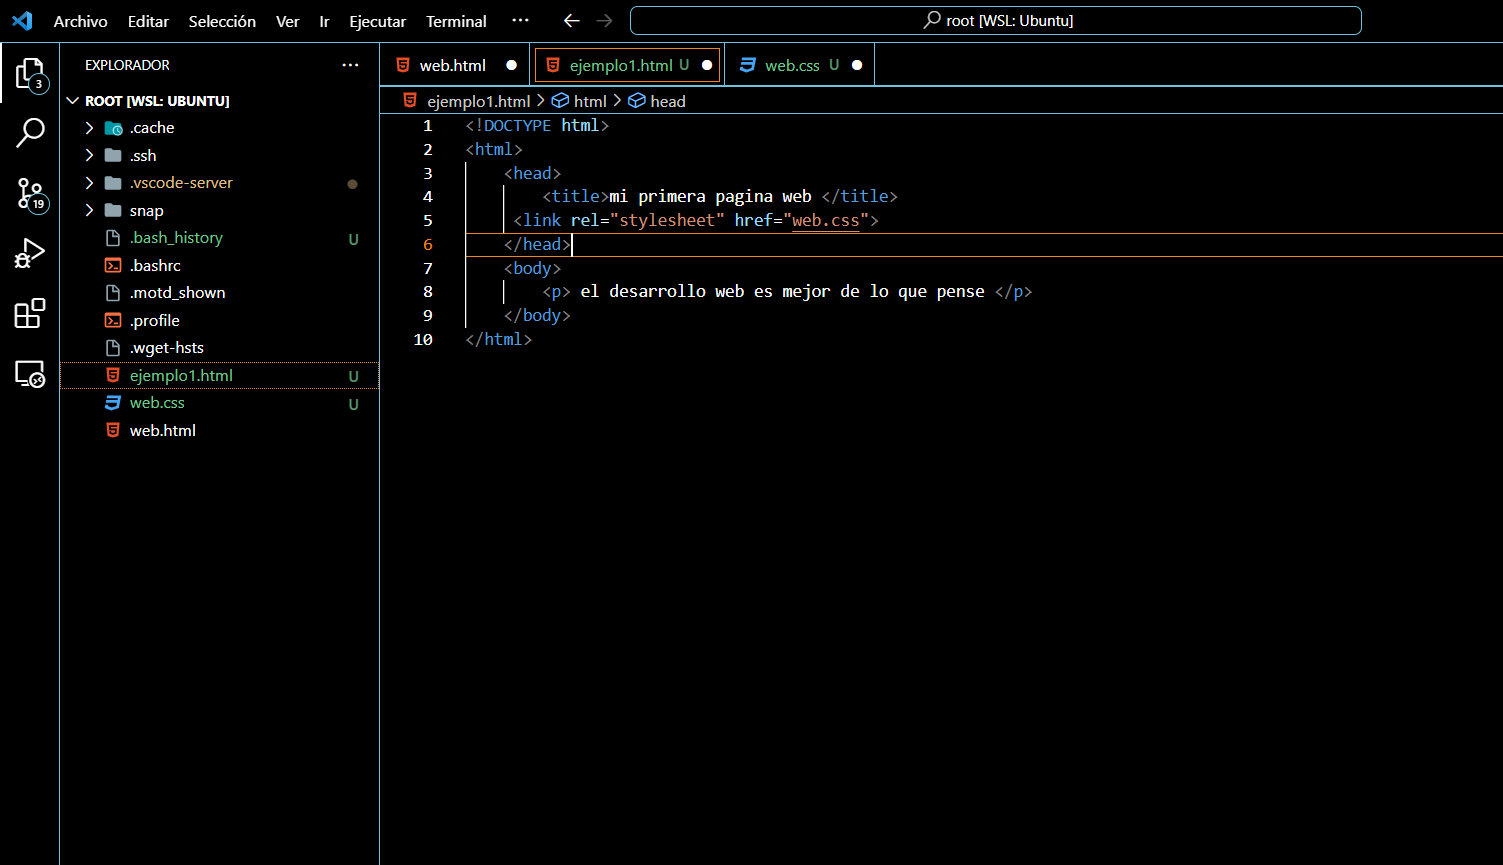 Archivo Editar Selección Ver Ir Ejecutar Terminal ··· root [WSL: Ubuntu]
EXPLORADOR ···
3
19
ROOT [WSL: UBUNTU]
.cache
.ssh
.vscode-server
snap
.bash_history U
.bashrc
.motd_shown
.profile
.wget-hsts
ejemplo1.html U
web.css U
web.html
web.html ejemplo1.html U web.css U
ejemplo1.html > html > head
1 <!DOCTYPE html>
2 <html>
3 <head>
4 <title>mi primera pagina web </title>
5 <link rel="stylesheet" href="web.css">
6 </head>
7 <body>
8 <p> el desarrollo web es mejor de lo que pense </p>
9 </body>
10 </html>